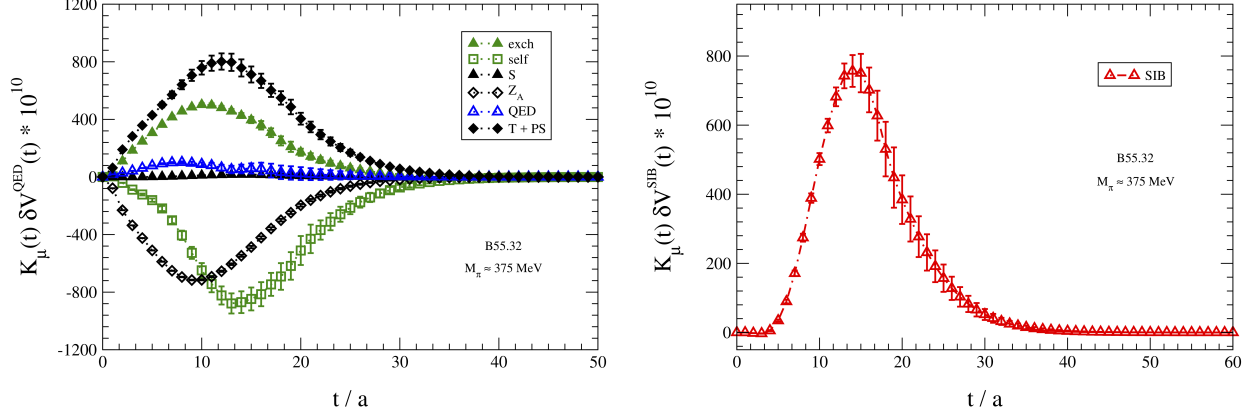 1200
800
400
0
-400
-800
-1200
0 10 20 30 40 50
t / a
K_μ(t) δV^QED(t) * 10^10
exch
self
S
Z_A
QED
T + PS
B55.32
M_π ≈ 375 MeV
800
600
400
200
0
0 10 20 30 40 50 60
t / a
K_μ(t) δV^SIB(t) * 10^10
SIB
B55.32
M_π ≈ 375 MeV